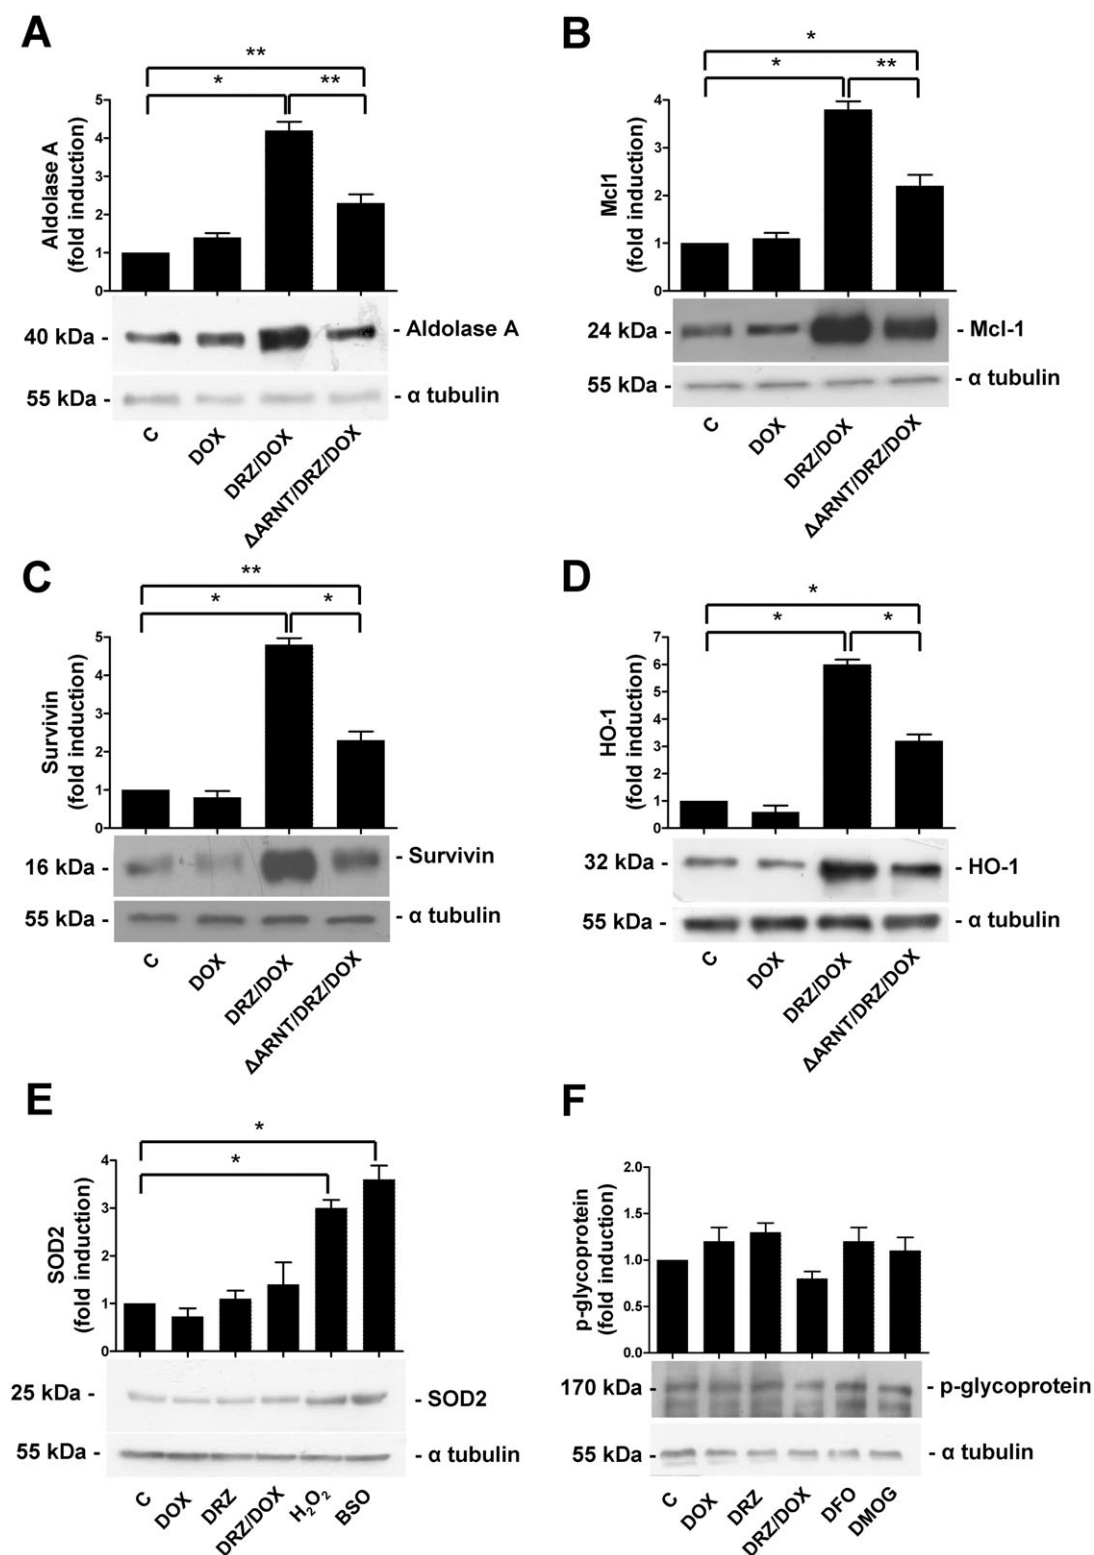 A
**
*
**
Aldolase A
(fold induction)
5
4
3
2
1
0
40 kDa -
- Aldolase A
55 kDa -
- α tubulin
C
DOX
DRZ/DOX
ΔARNT/DRZ/DOX
B
*
*
**
Mcl1
(fold induction)
4
3
2
1
0
24 kDa -
- Mcl-1
55 kDa -
- α tubulin
C
DOX
DRZ/DOX
ΔARNT/DRZ/DOX
C
**
*
*
Survivin
(fold induction)
5
4
3
2
1
0
16 kDa -
- Survivin
55 kDa -
- α tubulin
C
DOX
DRZ/DOX
ΔARNT/DRZ/DOX
D
*
*
*
HO-1
(fold induction)
7
6
5
4
3
2
1
0
32 kDa -
- HO-1
55 kDa -
- α tubulin
C
DOX
DRZ/DOX
ΔARNT/DRZ/DOX
E
*
*
SOD2
(fold induction)
4
3
2
1
0
25 kDa -
- SOD2
55 kDa -
- α tubulin
C
DOX
DRZ
DRZ/DOX
H₂O₂
BSO
F
p-glycoprotein
(fold induction)
2.0
1.5
1.0
0.5
0.0
170 kDa -
- p-glycoprotein
55 kDa -
- α tubulin
C
DOX
DRZ
DRZ/DOX
DFO
DMOG